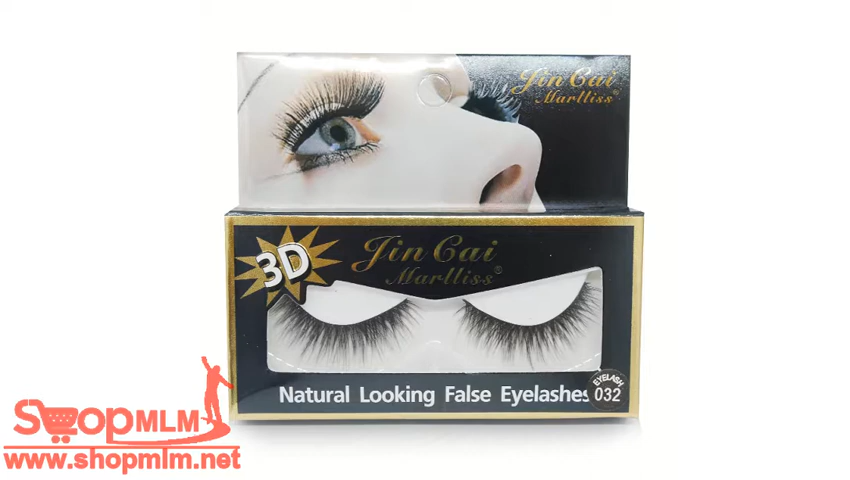 Jin Cai
Marlliss®
3D
Jin Cai
Marlliss®
Natural Looking False Eyelashes
EYELASH
032
ShopMLM
www.shopmlm.net